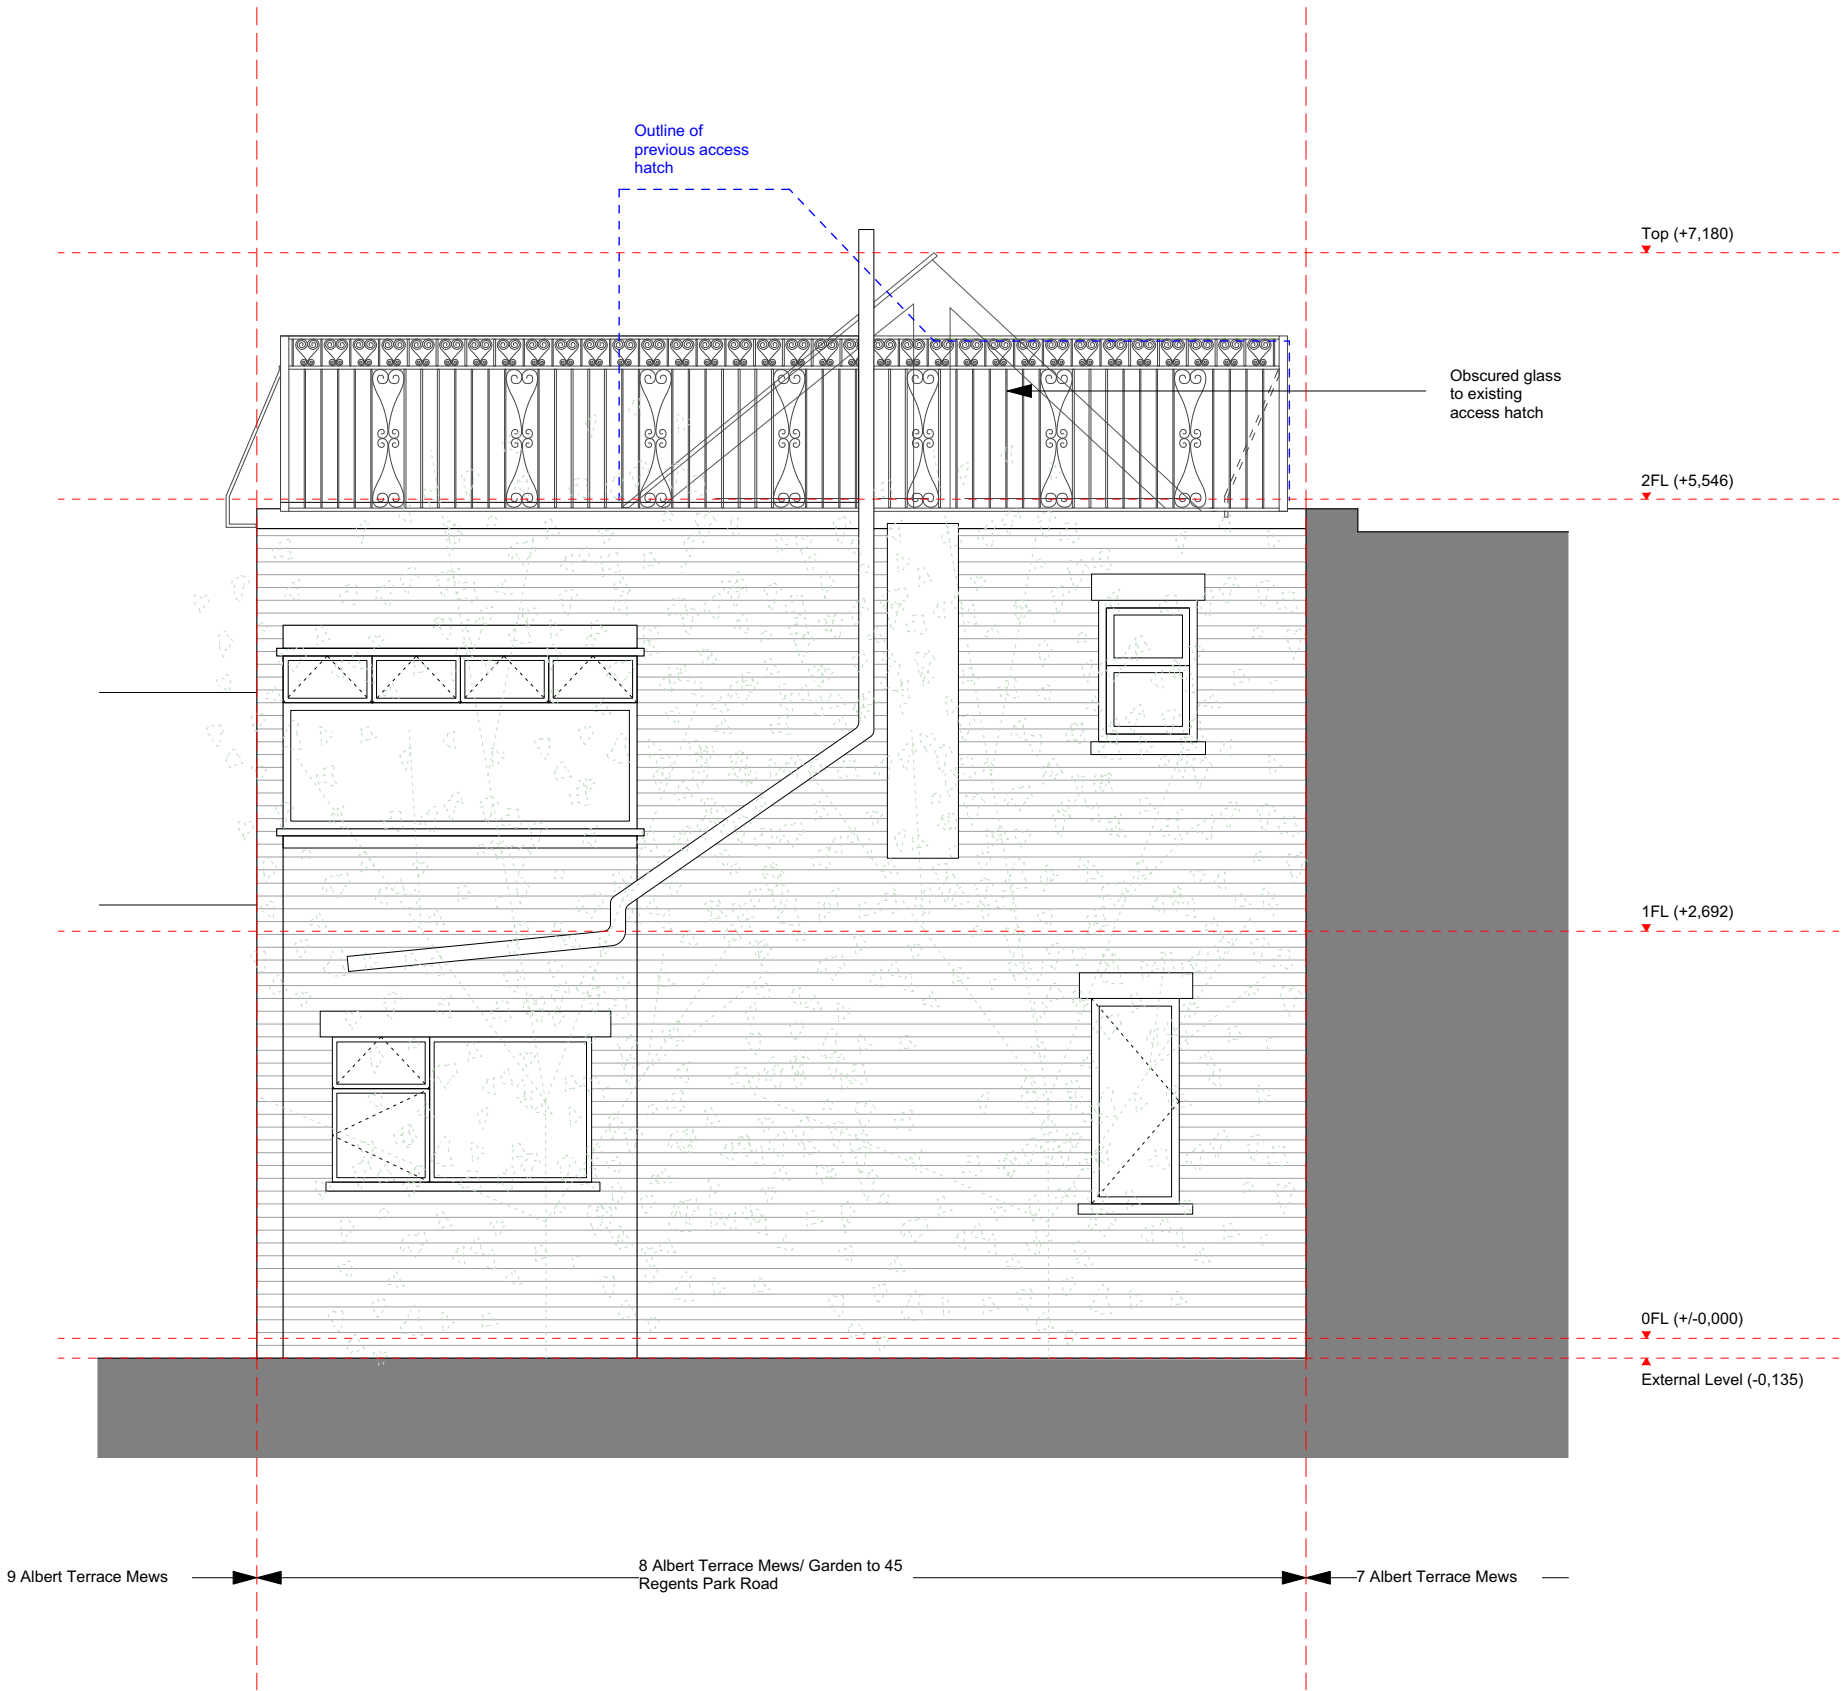 Outline of
previous access
hatch
Top (+7,180)
Obscured glass
to existing
access hatch
2FL (+5,546)
1FL (+2,692)
0FL (+/-0,000)
External Level (-0,135)
9 Albert Terrace Mews
8 Albert Terrace Mews/ Garden to 45
Regents Park Road
7 Albert Terrace Mews